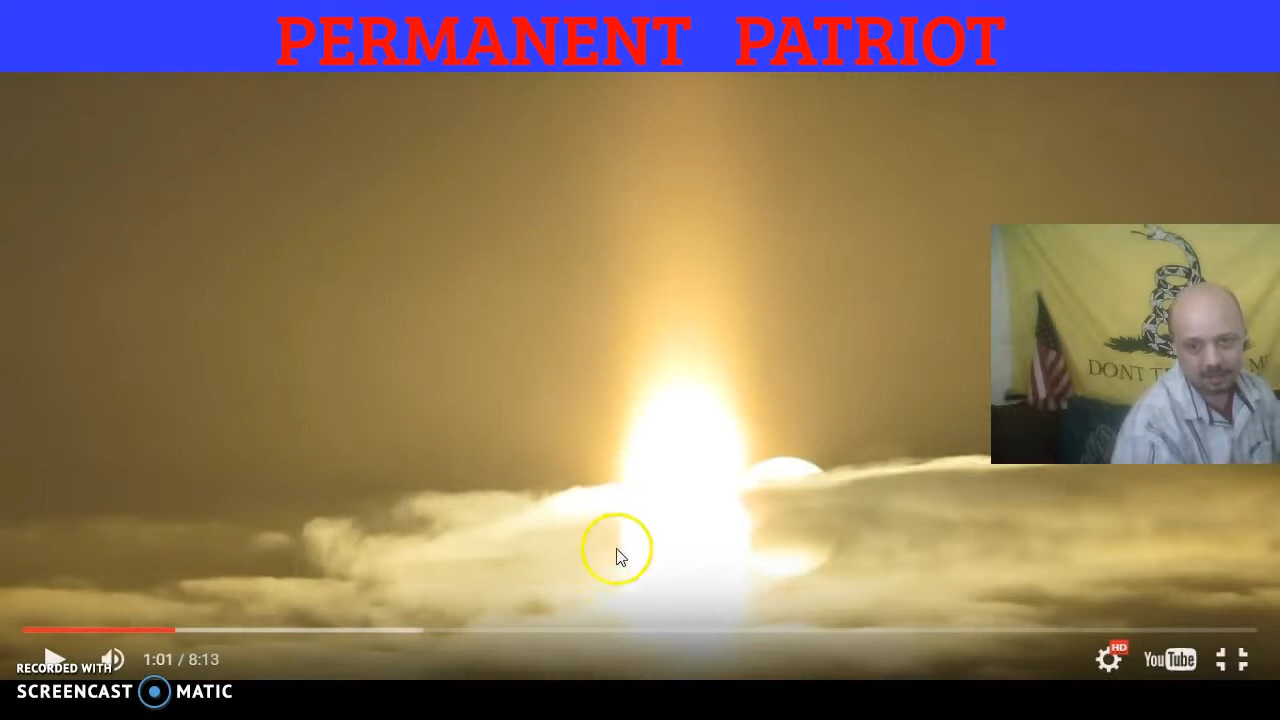 PERMANENT PATRIOT
DONT T M
1:01 / 8:13
HD
YouTube
RECORDED WITH
SCREENCAST MATIC